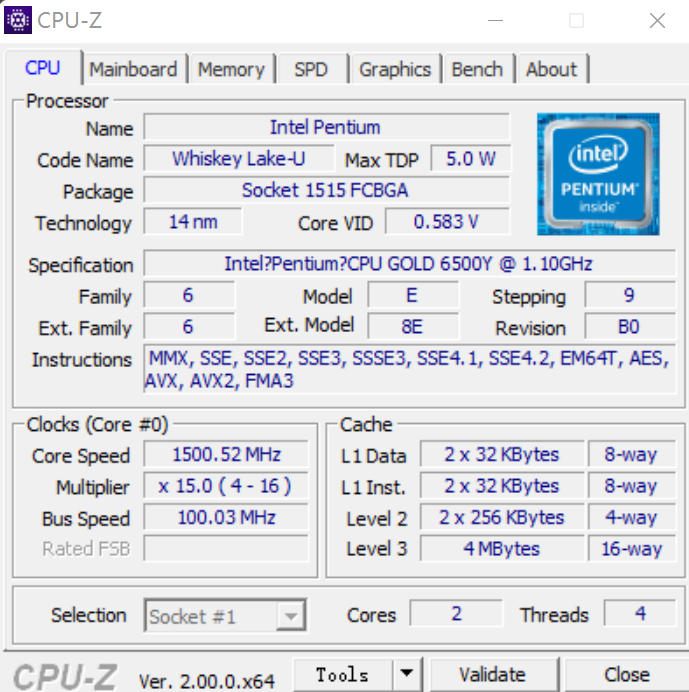 CPU-Z
CPU Mainboard Memory SPD Graphics Bench About
Processor
Name Intel Pentium
Code Name Whiskey Lake-U Max TDP 5.0 W
Package Socket 1515 FCBGA
Technology 14 nm Core VID 0.583 V
intel
PENTIUM®
inside™
Specification Intel?Pentium?CPU GOLD 6500Y @ 1.10GHz
Family 6 Model E Stepping 9
Ext. Family 6 Ext. Model 8E Revision B0
Instructions MMX, SSE, SSE2, SSE3, SSSE3, SSE4.1, SSE4.2, EM64T, AES,
AVX, AVX2, FMA3
Clocks (Core #0)
Core Speed 1500.52 MHz
Multiplier x 15.0 ( 4 - 16 )
Bus Speed 100.03 MHz
Rated FSB
Cache
L1 Data 2 x 32 KBytes 8-way
L1 Inst. 2 x 32 KBytes 8-way
Level 2 2 x 256 KBytes 4-way
Level 3 4 MBytes 16-way
Selection Socket #1 Cores 2 Threads 4
CPU-Z Ver. 2.00.0.x64 Tools Validate Close